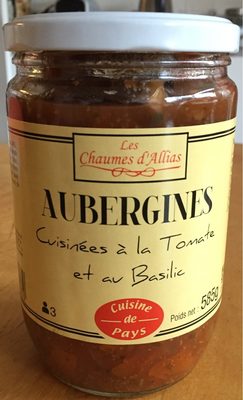 Les
Chaumes d'Allias
AUBERGINES
Cuisinées à la Tomate
et au Basilic
3
Cuisine
de
Pays
Poids net: 585g